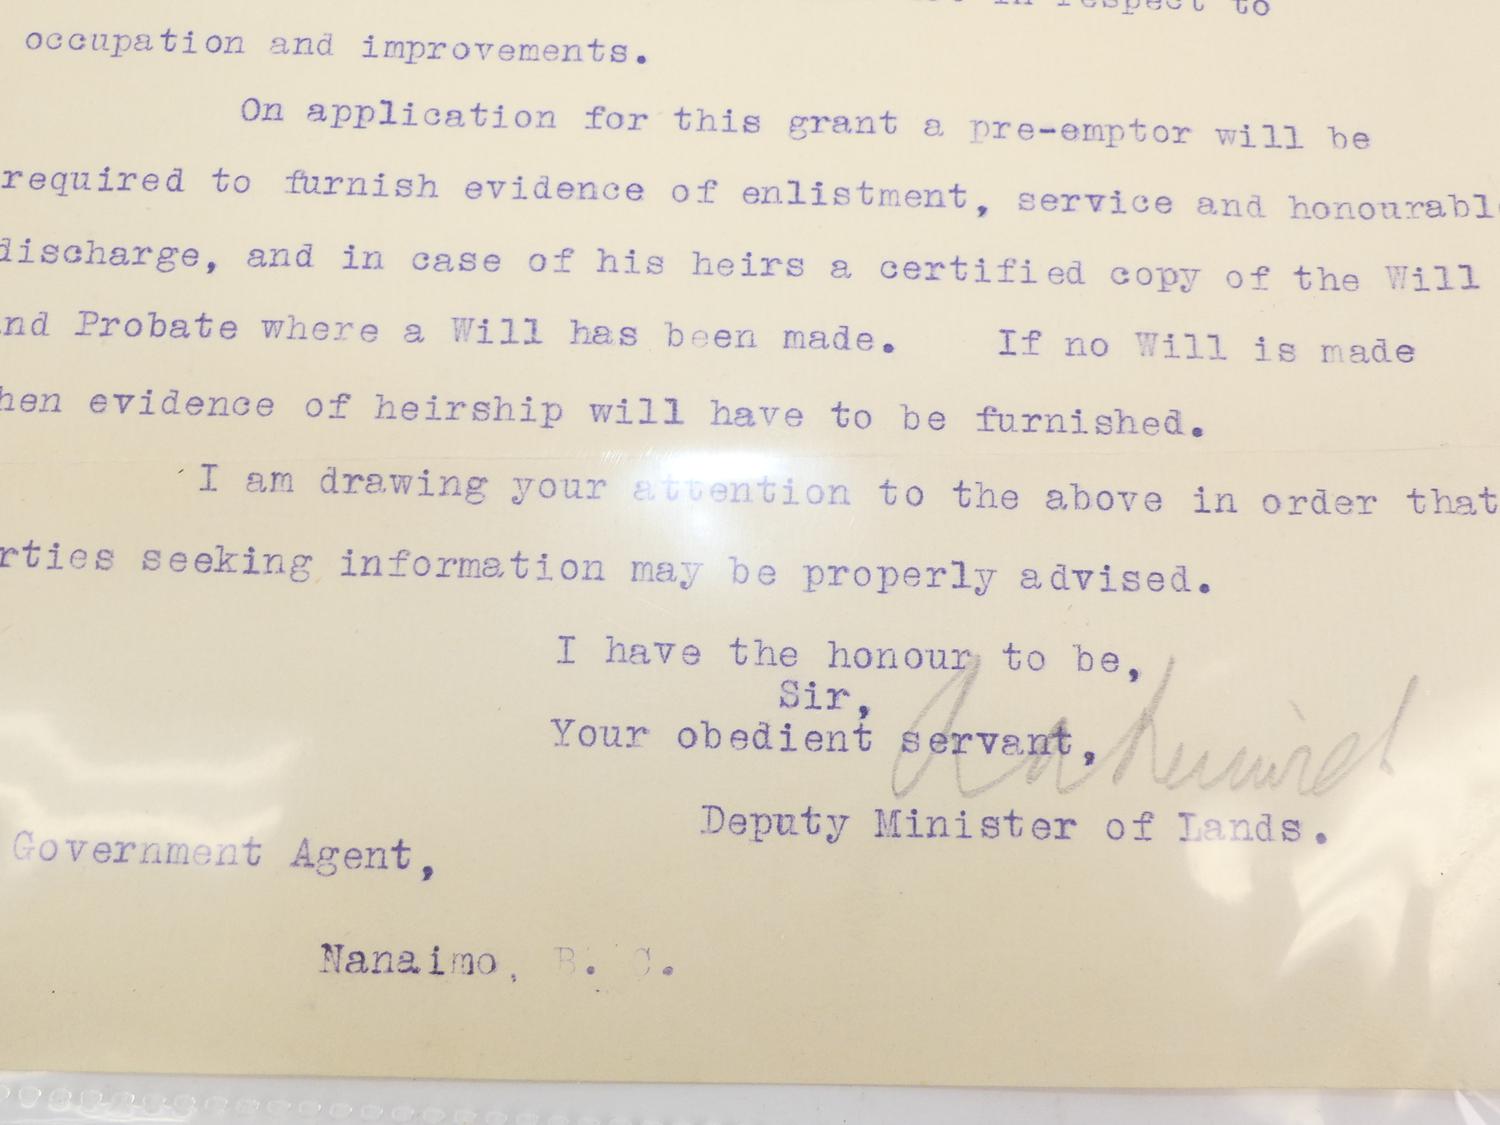 in respect to
occupation and improvements.
On application for this grant a pre-emptor will be
required to furnish evidence of enlistment, service and honourabl
discharge, and in case of his heirs a certified copy of the Will
nd Probate where a Will has been made. If no Will is made
hen evidence of heirship will have to be furnished.
I am drawing your attention to the above in order that
rties seeking information may be properly advised.
I have the honour to be,
Sir,
Your obedient servant,
Deputy Minister of Lands.
Government Agent,
Nanaimo, B. C.